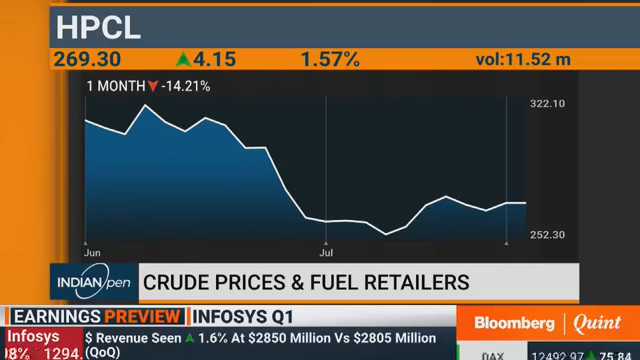 HPCL
269.30 4.15 1.57% vol:11.52 m
1 MONTH -14.21%
322.10
252.30
Jun Jul
INDIAN Open CRUDE PRICES & FUEL RETAILERS
EARNINGS PREVIEW INFOSYS Q1
Bloomberg | Quint
Infosys $ Revenue Seen 1.6% At $2850 Million Vs $2805 Million
98% 1294. (QoQ)
DAX 12492.97 75.84